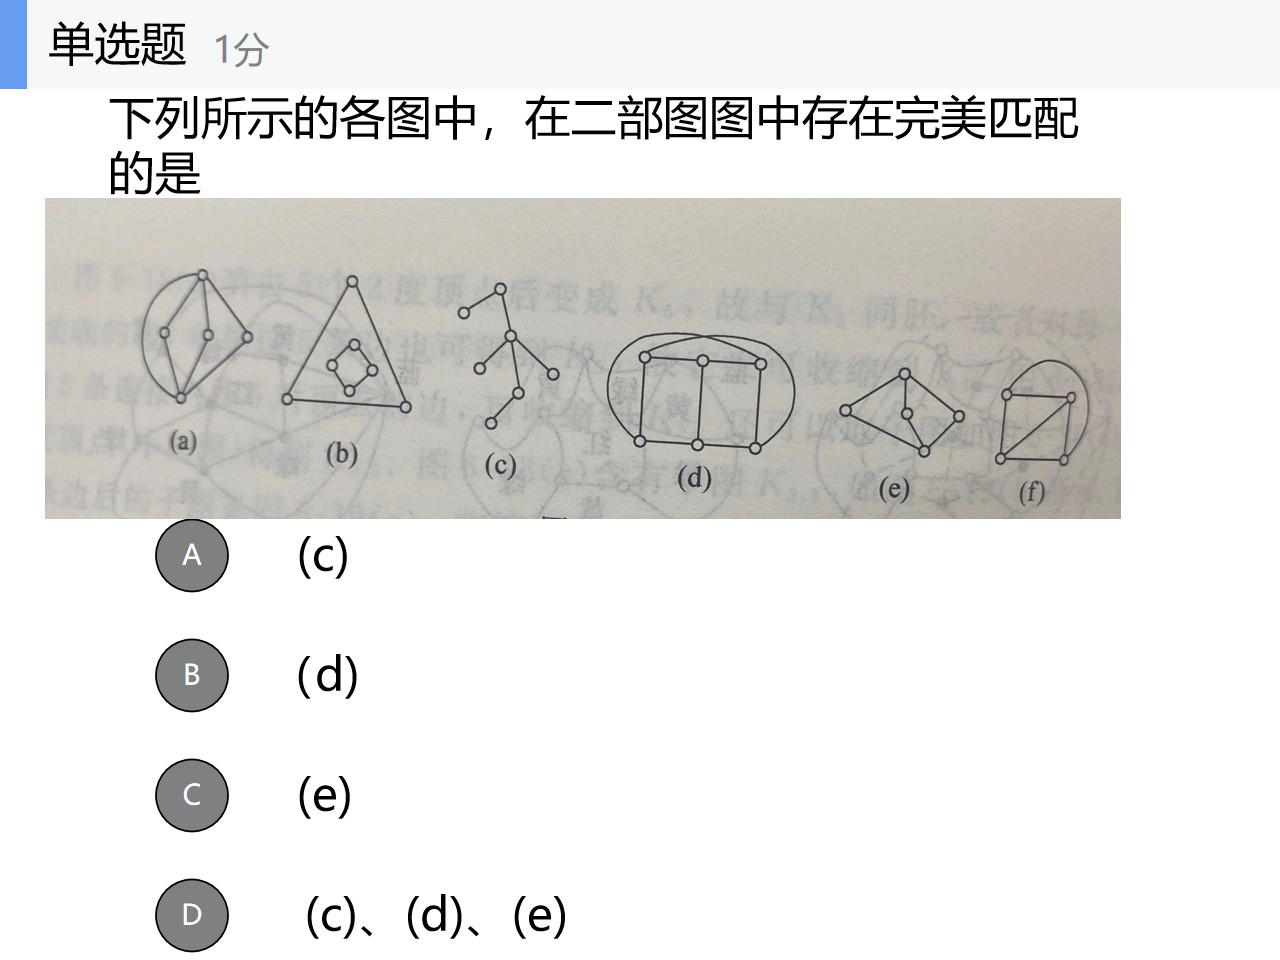 单选题 1分
下列所示的各图中，在二部图图中存在完美匹配
的是
(a) (b) (c) (d) (e) (f)
A (c)
B (d)
C (e)
D (c)、(d)、(e)